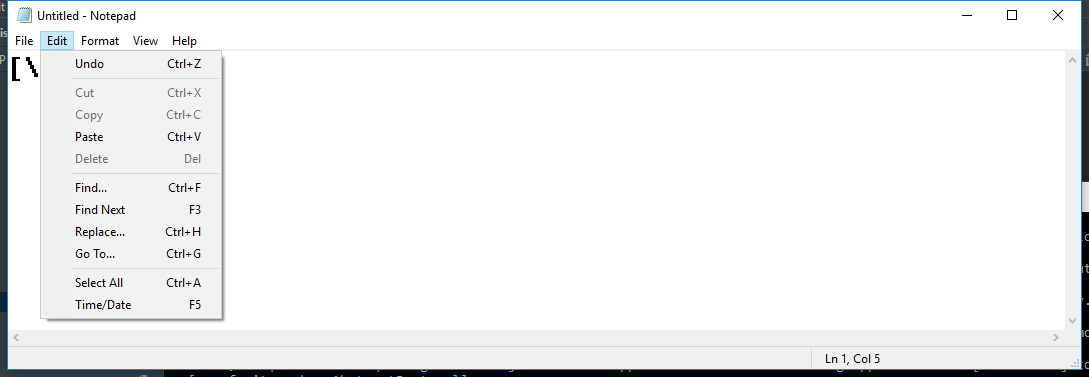 Untitled - Notepad
File Edit Format View Help
[\
Undo Ctrl+Z
Cut Ctrl+X
Copy Ctrl+C
Paste Ctrl+V
Delete Del
Find... Ctrl+F
Find Next F3
Replace... Ctrl+H
Go To... Ctrl+G
Select All Ctrl+A
Time/Date F5
Ln 1, Col 5